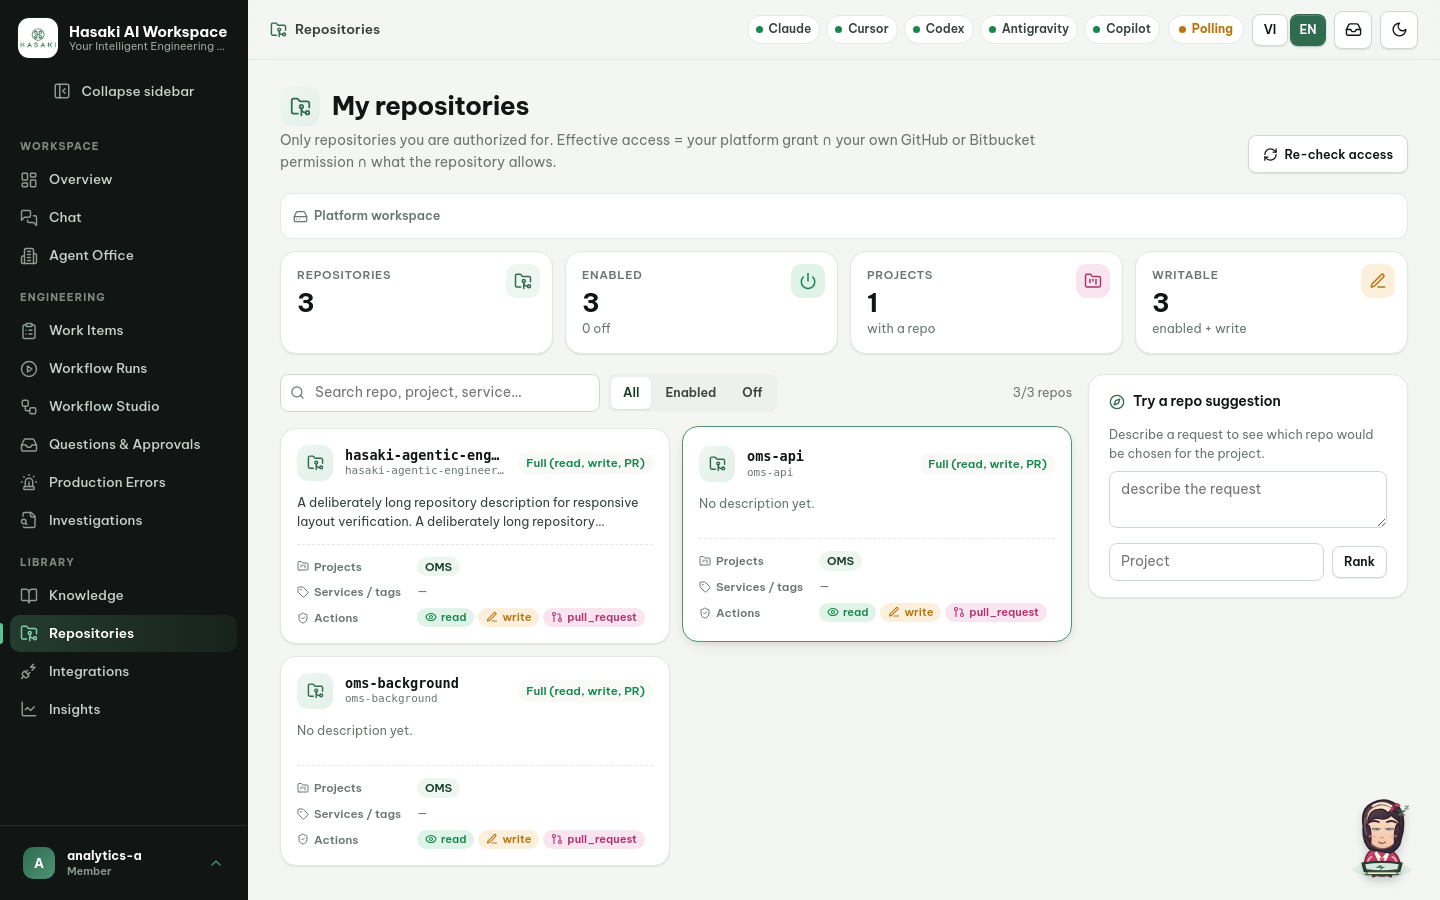 HASAKI
Hasaki AI Workspace
Your Intelligent Engineering ...
Collapse sidebar
WORKSPACE
Overview
Chat
Agent Office
ENGINEERING
Work Items
Workflow Runs
Workflow Studio
Questions & Approvals
Production Errors
Investigations
LIBRARY
Knowledge
Repositories
Integrations
Insights
A
analytics-a
Member
Repositories
Claude
Cursor
Codex
Antigravity
Copilot
Polling
VI
EN
My repositories
Only repositories you are authorized for. Effective access = your platform grant ∩ your own GitHub or Bitbucket
permission ∩ what the repository allows.
Re-check access
Platform workspace
REPOSITORIES
3
ENABLED
3
0 off
PROJECTS
1
with a repo
WRITABLE
3
enabled + write
Search repo, project, service...
All
Enabled
Off
3/3 repos
hasaki-agentic-eng…
hasaki-agentic-engineer…
Full (read, write, PR)
A deliberately long repository description for responsive
layout verification. A deliberately long repository…
Projects
OMS
Services / tags
—
Actions
read
write
pull_request
oms-api
oms-api
Full (read, write, PR)
No description yet.
Projects
OMS
Services / tags
—
Actions
read
write
pull_request
oms-background
oms-background
Full (read, write, PR)
No description yet.
Projects
OMS
Services / tags
—
Actions
read
write
pull_request
Try a repo suggestion
Describe a request to see which repo would
be chosen for the project.
describe the request
Project
Rank